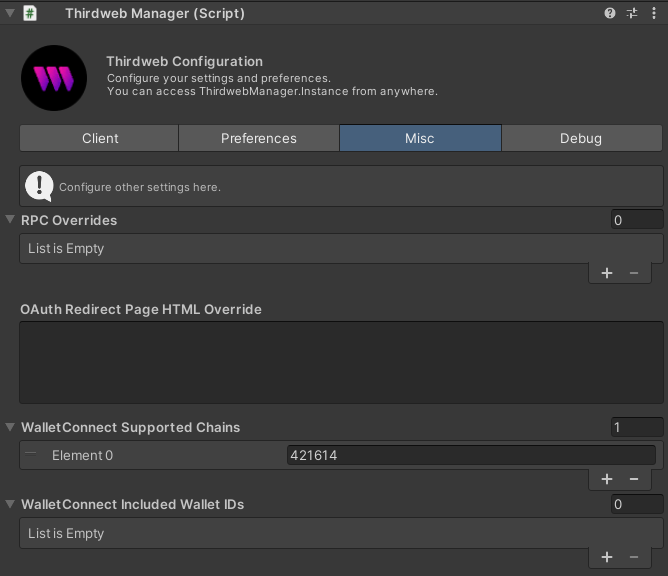 Thirdweb Manager (Script)
Thirdweb Configuration
Configure your settings and preferences.
You can access ThirdwebManager.Instance from anywhere.
Client Preferences Misc Debug
Configure other settings here.
RPC Overrides 0
List is Empty
OAuth Redirect Page HTML Override
WalletConnect Supported Chains 1
Element 0 421614
WalletConnect Included Wallet IDs 0
List is Empty